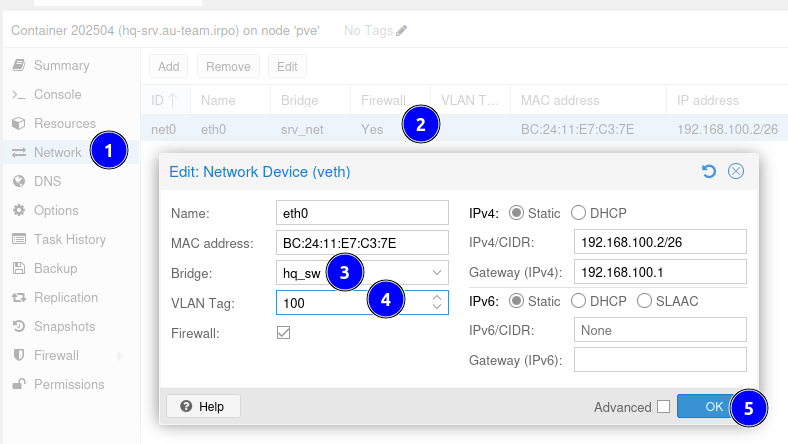 Container 202504 (hq-srv.au-team.irpo) on node 'pve' No Tags
Summary
Console
Resources
Network 1
DNS
Options
Task History
Backup
Replication
Snapshots
Firewall
Permissions
Add Remove Edit
ID Name Bridge Firewall VLAN T… MAC address IP address
net0 eth0 srv_net Yes 2 BC:24:11:E7:C3:7E 192.168.100.2/26
Edit: Network Device (veth)
Name: eth0
MAC address: BC:24:11:E7:C3:7E
Bridge: hq_sw 3
VLAN Tag: 100 4
Firewall:
IPv4: Static DHCP
IPv4/CIDR: 192.168.100.2/26
Gateway (IPv4): 192.168.100.1
IPv6: Static DHCP SLAAC
IPv6/CIDR: None
Gateway (IPv6):
Help
Advanced OK 5